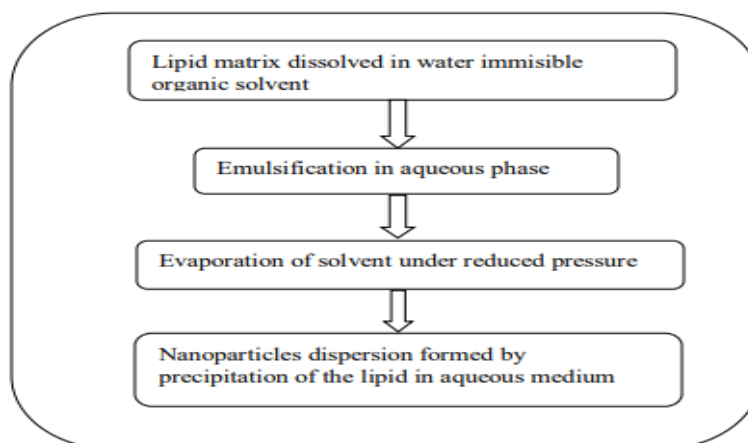 Lipid matrix dissolved in water immisible
organic solvent
Emulsification in aqueous phase
Evaporation of solvent under reduced pressure
Nanoparticles dispersion formed by
precipitation of the lipid in aqueous medium